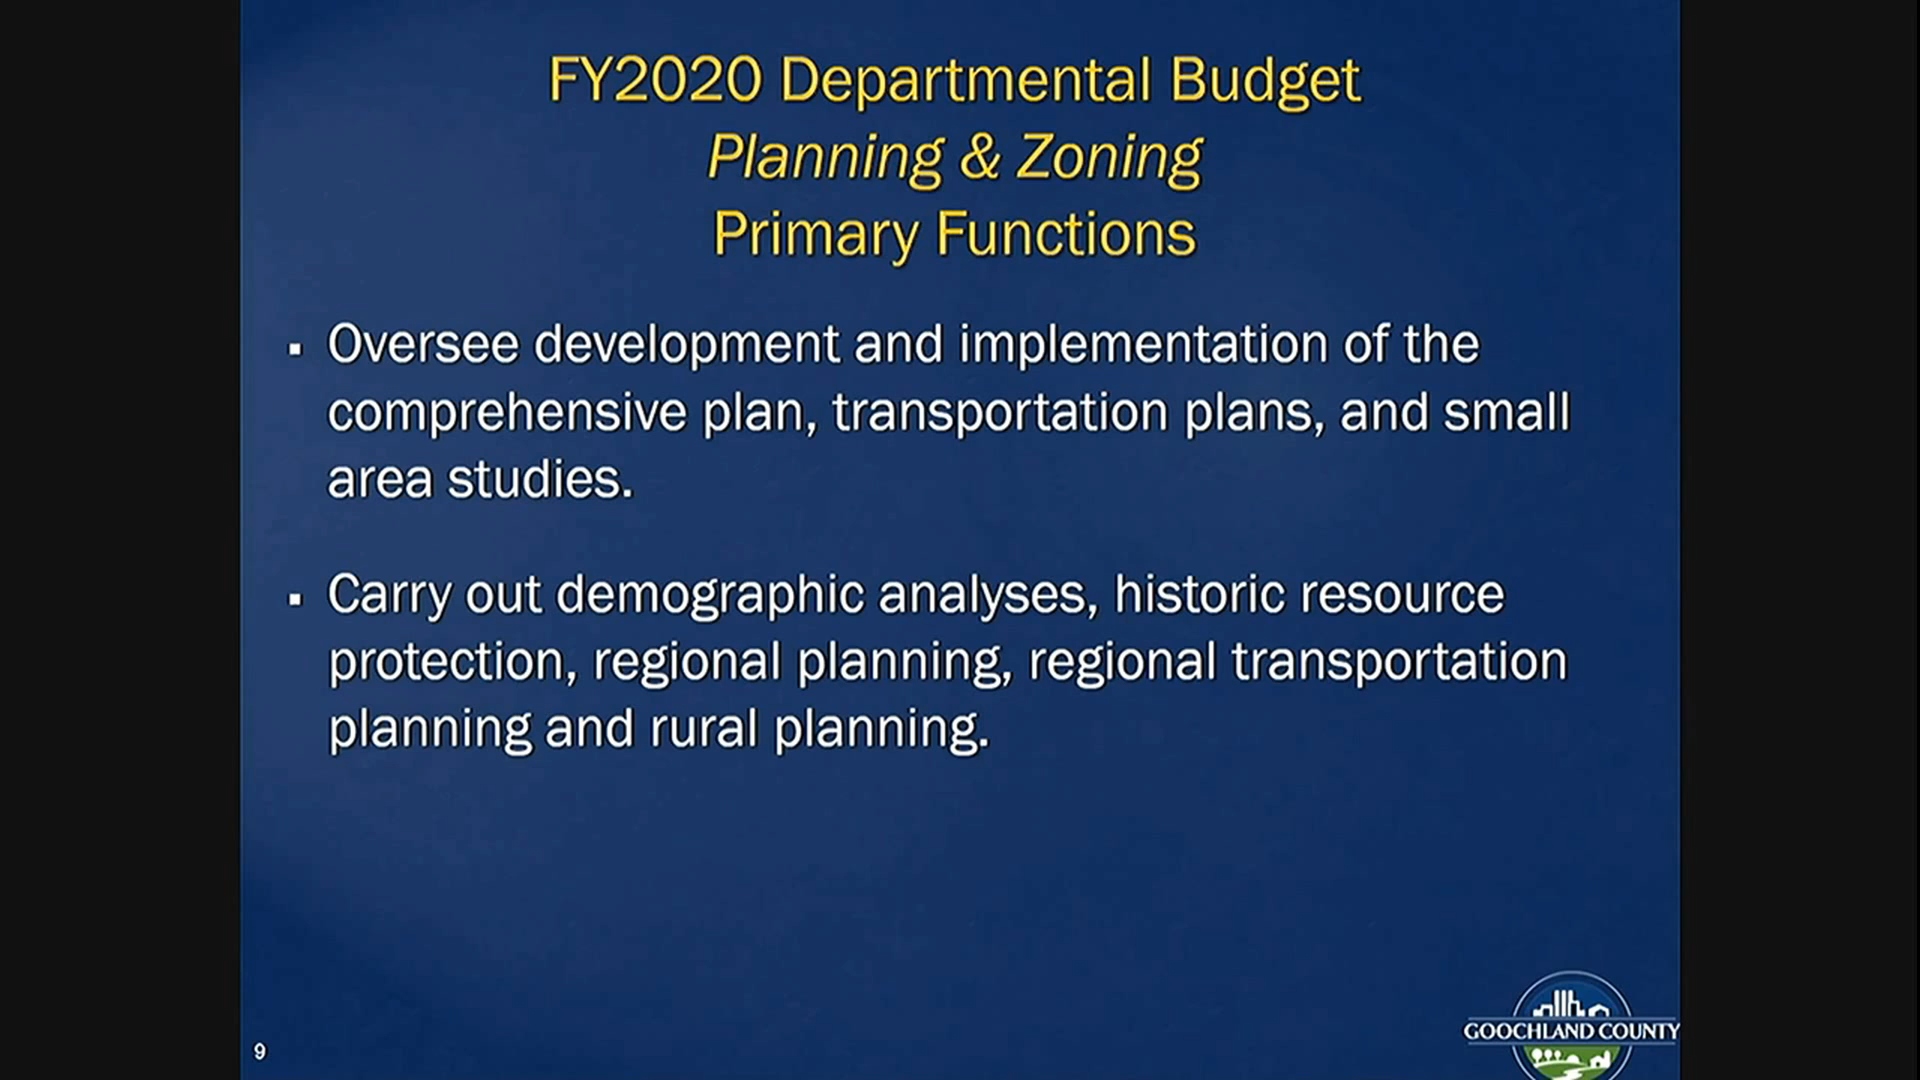 FY2020 Departmental Budget
Planning & Zoning
Primary Functions
▪ Oversee development and implementation of the
comprehensive plan, transportation plans, and small
area studies.
▪ Carry out demographic analyses, historic resource
protection, regional planning, regional transportation
planning and rural planning.
GOOCHLAND COUNTY
9